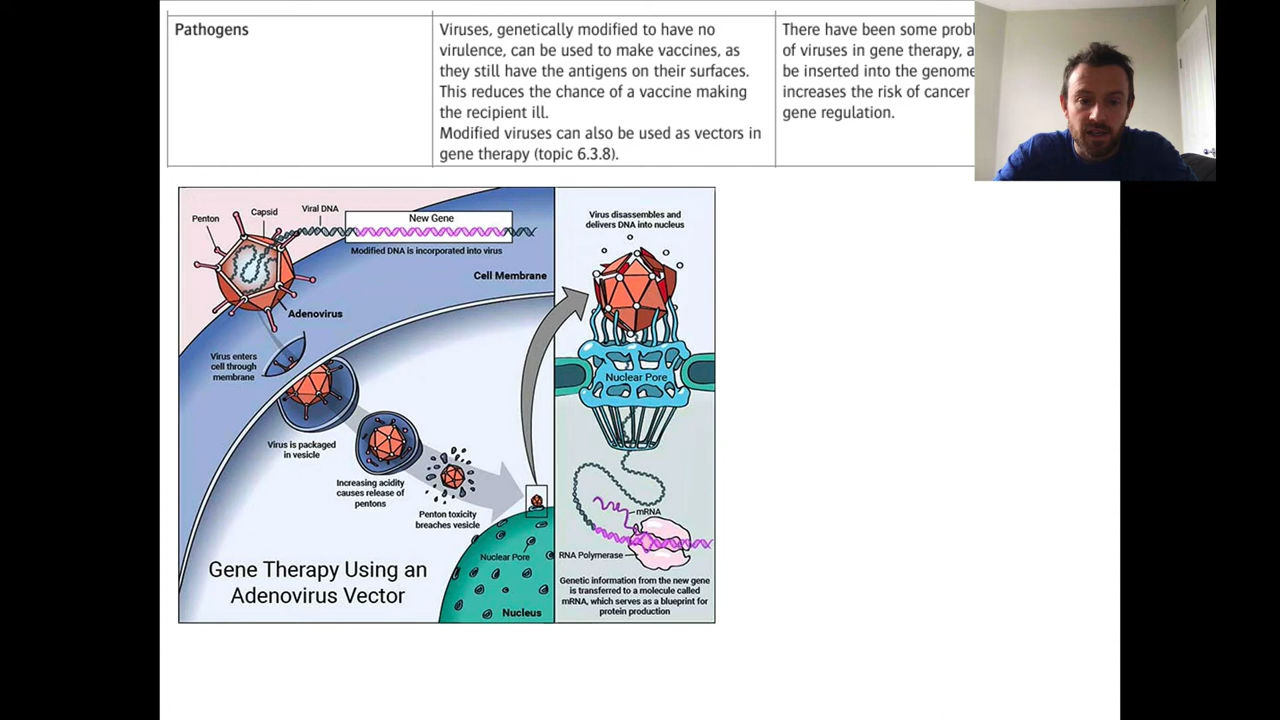 Pathogens
Viruses, genetically modified to have no
virulence, can be used to make vaccines, as
they still have the antigens on their surfaces.
This reduces the chance of a vaccine making
the recipient ill.
Modified viruses can also be used as vectors in
gene therapy (topic 6.3.8).
There have been some
of viruses in gene therapy,
be inserted into the genome
increases the risk of cancer
gene regulation.
Penton
Capsid
Viral DNA
New Gene
Modified DNA is incorporated into virus
Cell Membrane
Adenovirus
Virus enters
cell through
membrane
Virus is packaged
in vesicle
Increasing acidity
causes release of
pentons
Penton toxicity
breaches vesicle
Nuclear Pore
Nucleus
Gene Therapy Using an
Adenovirus Vector
Virus disassembles and
delivers DNA into nucleus
Nuclear Pore
mRNA
RNA Polymerase
Genetic information from the new gene
is transferred to a molecule called
mRNA, which serves as a blueprint for
protein production